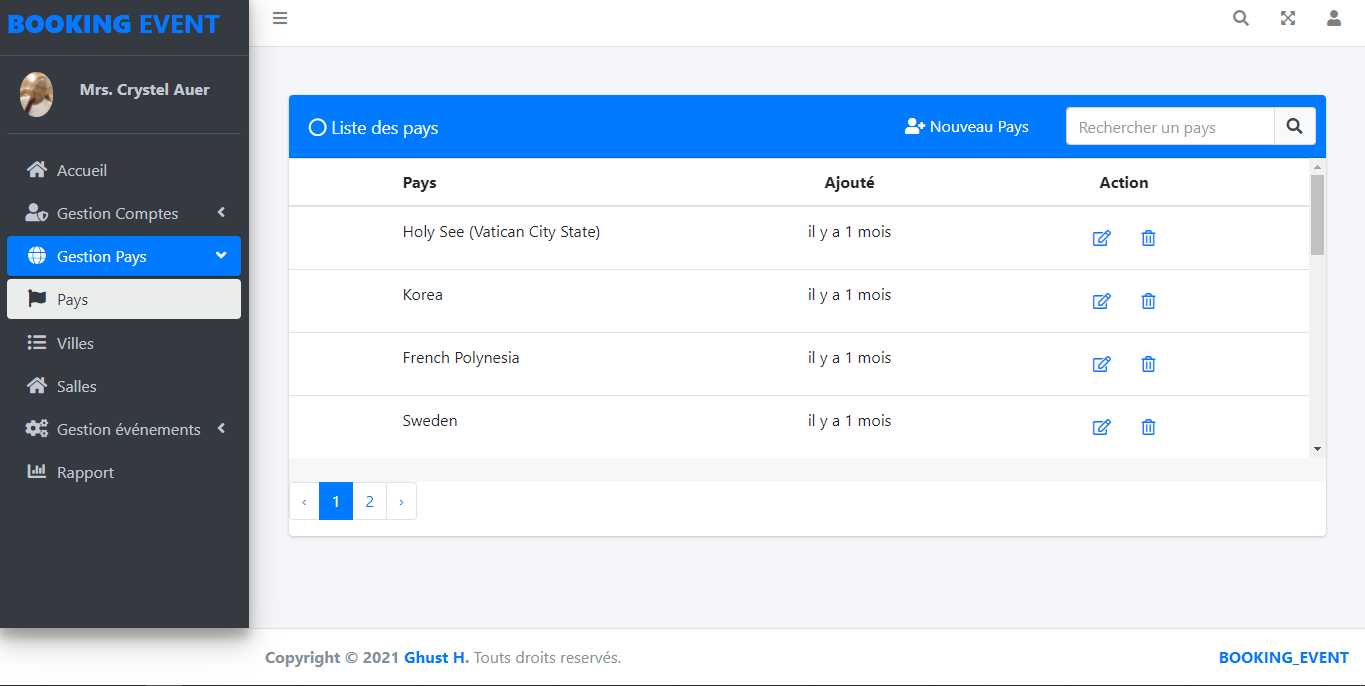 BOOKING EVENT
Mrs. Crystel Auer
Accueil
Gestion Comptes
Gestion Pays
Pays
Villes
Salles
Gestion événements
Rapport
Liste des pays
Nouveau Pays
Rechercher un pays
Pays Ajouté Action
Holy See (Vatican City State) il y a 1 mois
Korea il y a 1 mois
French Polynesia il y a 1 mois
Sweden il y a 1 mois
‹ 1 2 ›
Copyright © 2021 Ghust H. Touts droits reservés.
BOOKING_EVENT